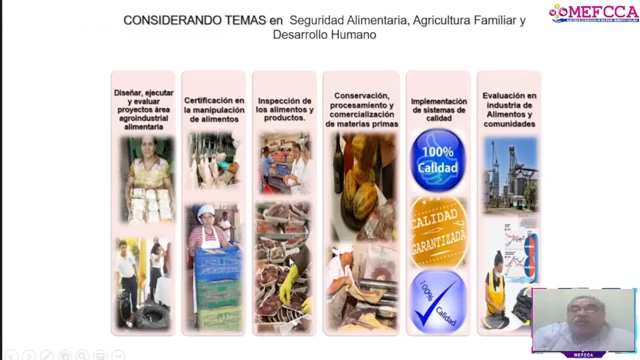 CONSIDERANDO TEMAS en Seguridad Alimentaria, Agricultura Familiar y
Desarrollo Humano
MEFCCA
Diseñar, ejecutar
y evaluar
proyectos área
agroindustrial
alimentaria
Certificación en
la manipulación
de alimentos
Inspección de
los alimentos y
productos.
Conservación,
procesamiento y
comercialización
de materias primas
Implementación
de sistemas de
calidad
Evaluación en
industria de
Alimentos y
comunidades
100%
Calidad
CALIDAD
GARANTIZADA
100%
Calidad
MEFCCA